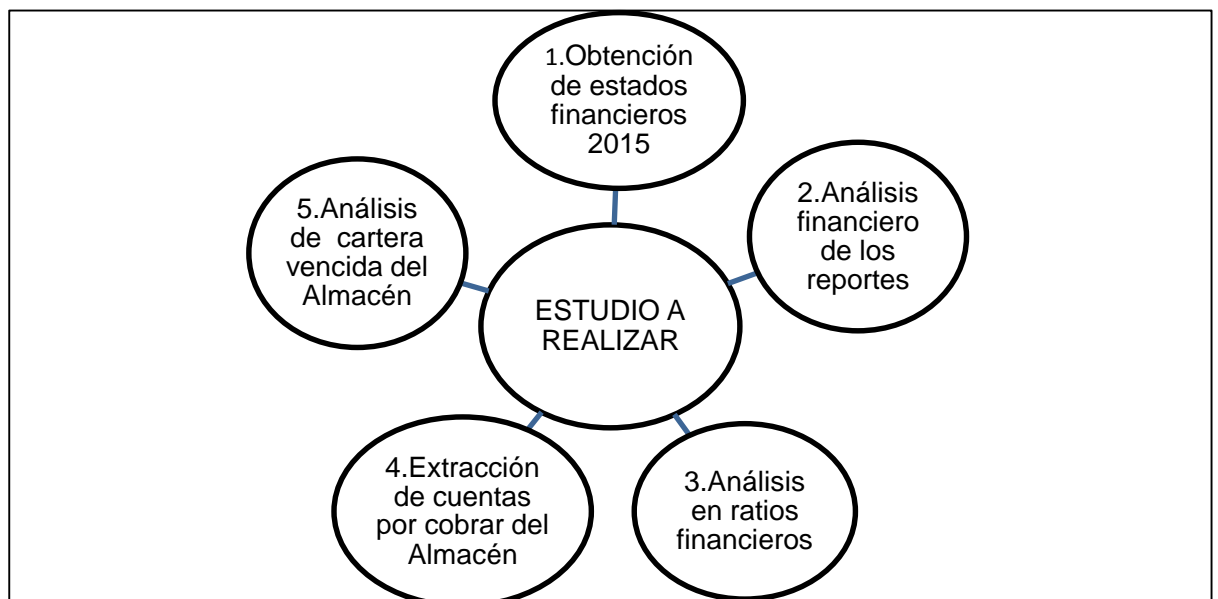 1.Obtención
de estados
financieros
2015
2.Análisis
financiero
de los
reportes
3.Análisis
en ratios
financieros
4.Extracción
de cuentas
por cobrar del
Almacén
5.Análisis
de cartera
vencida del
Almacén
ESTUDIO A
REALIZAR